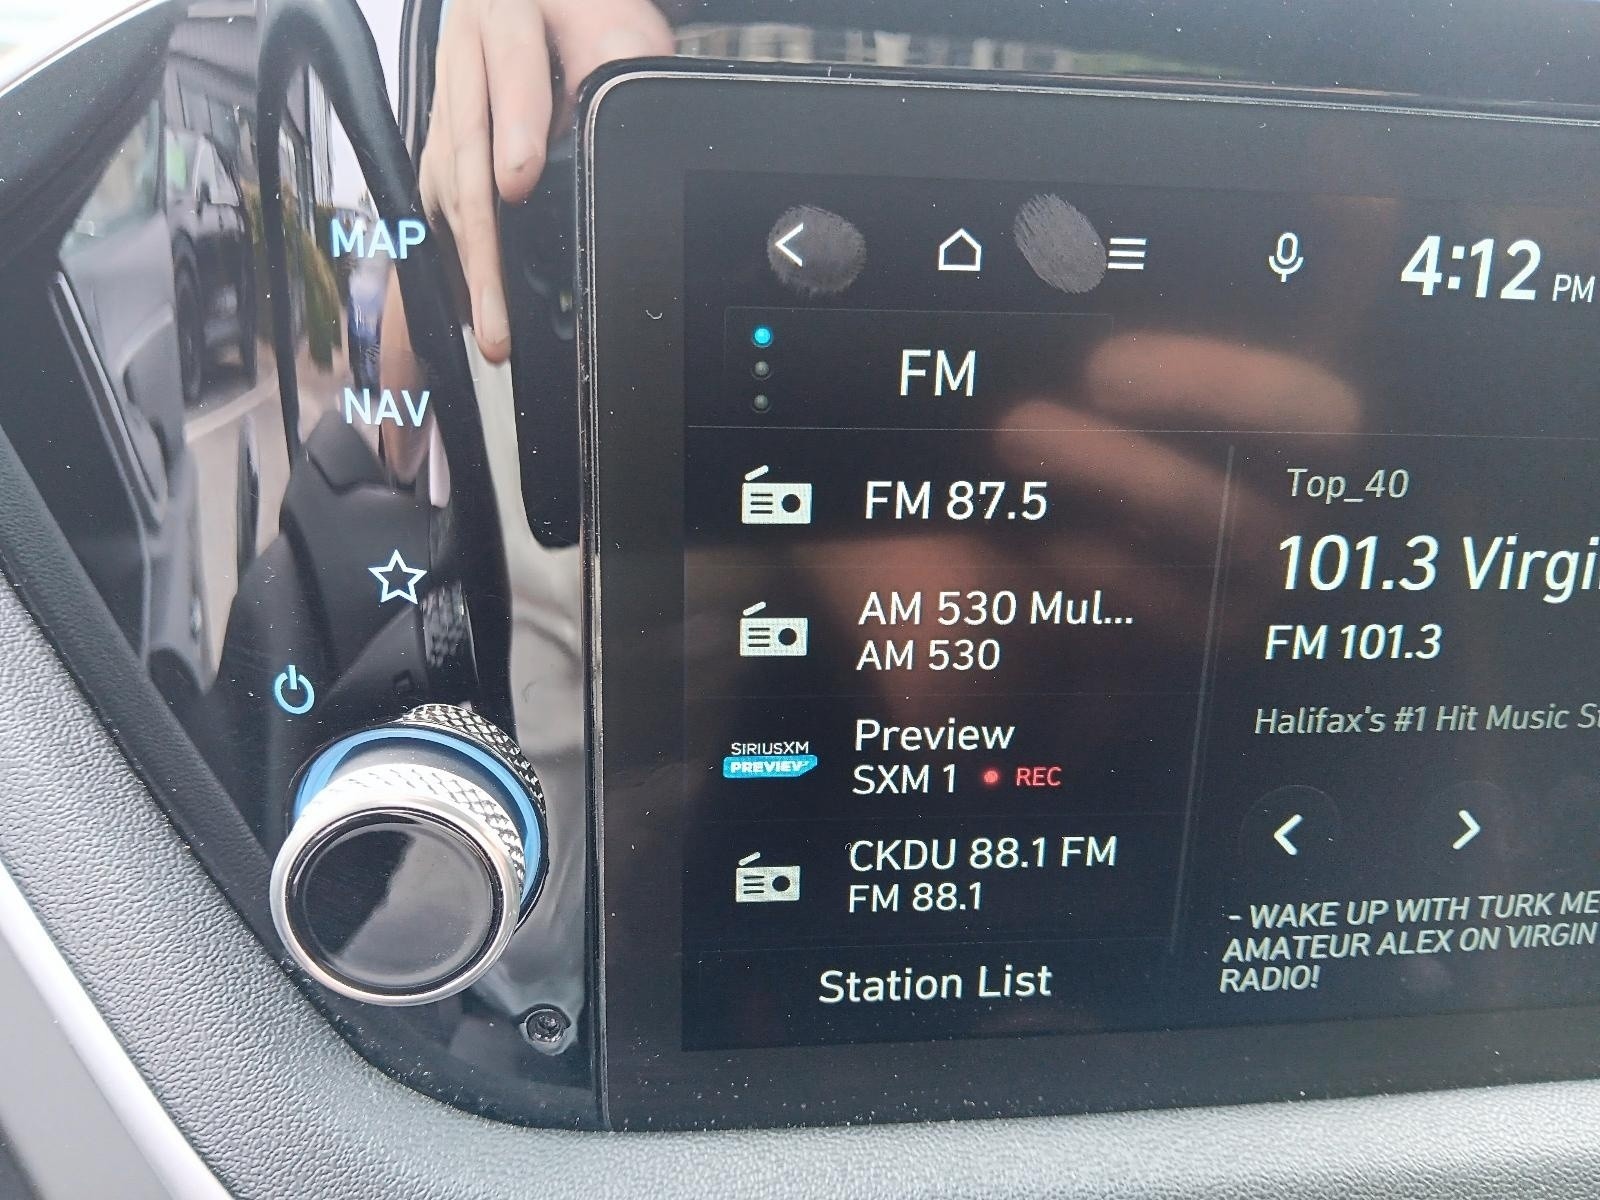 MAP
NAV
4:12 PM
FM
FM 87.5
AM 530 Mul...
AM 530
SIRIUSXM
PREVIEW
Preview
SXM 1 REC
CKDU 88.1 FM
FM 88.1
Station List
Top_40
101.3 Virgi
FM 101.3
Halifax's #1 Hit Music St
- WAKE UP WITH TURK ME
AMATEUR ALEX ON VIRGIN
RADIO!